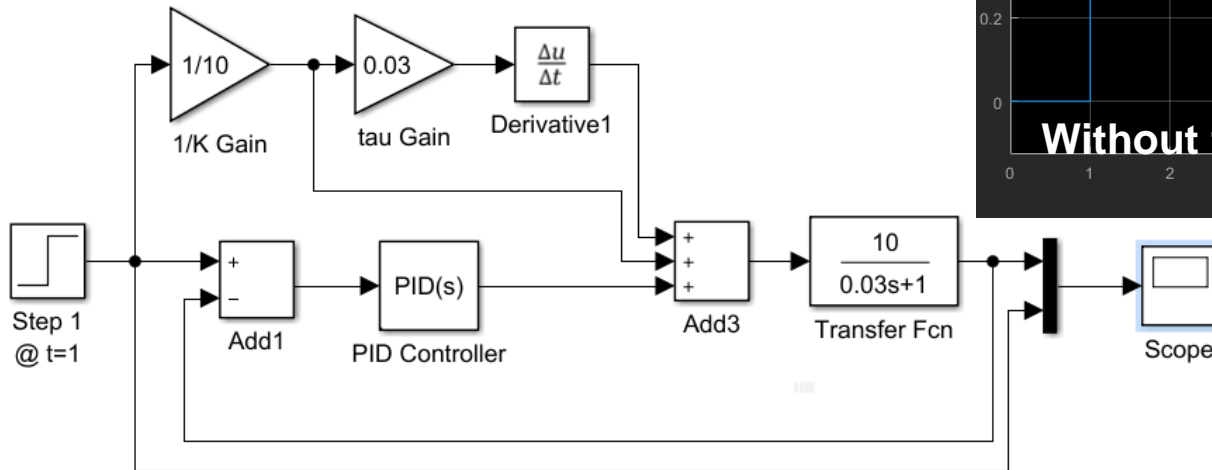 1/10
1/K Gain
0.03
tau Gain
Δu
Δt
Derivative1
0.2
0
Without
0 1 2
Step 1
@ t=1
+
−
Add1
PID(s)
PID Controller
+
+
+
Add3
10
0.03s+1
Transfer Fcn
Scope